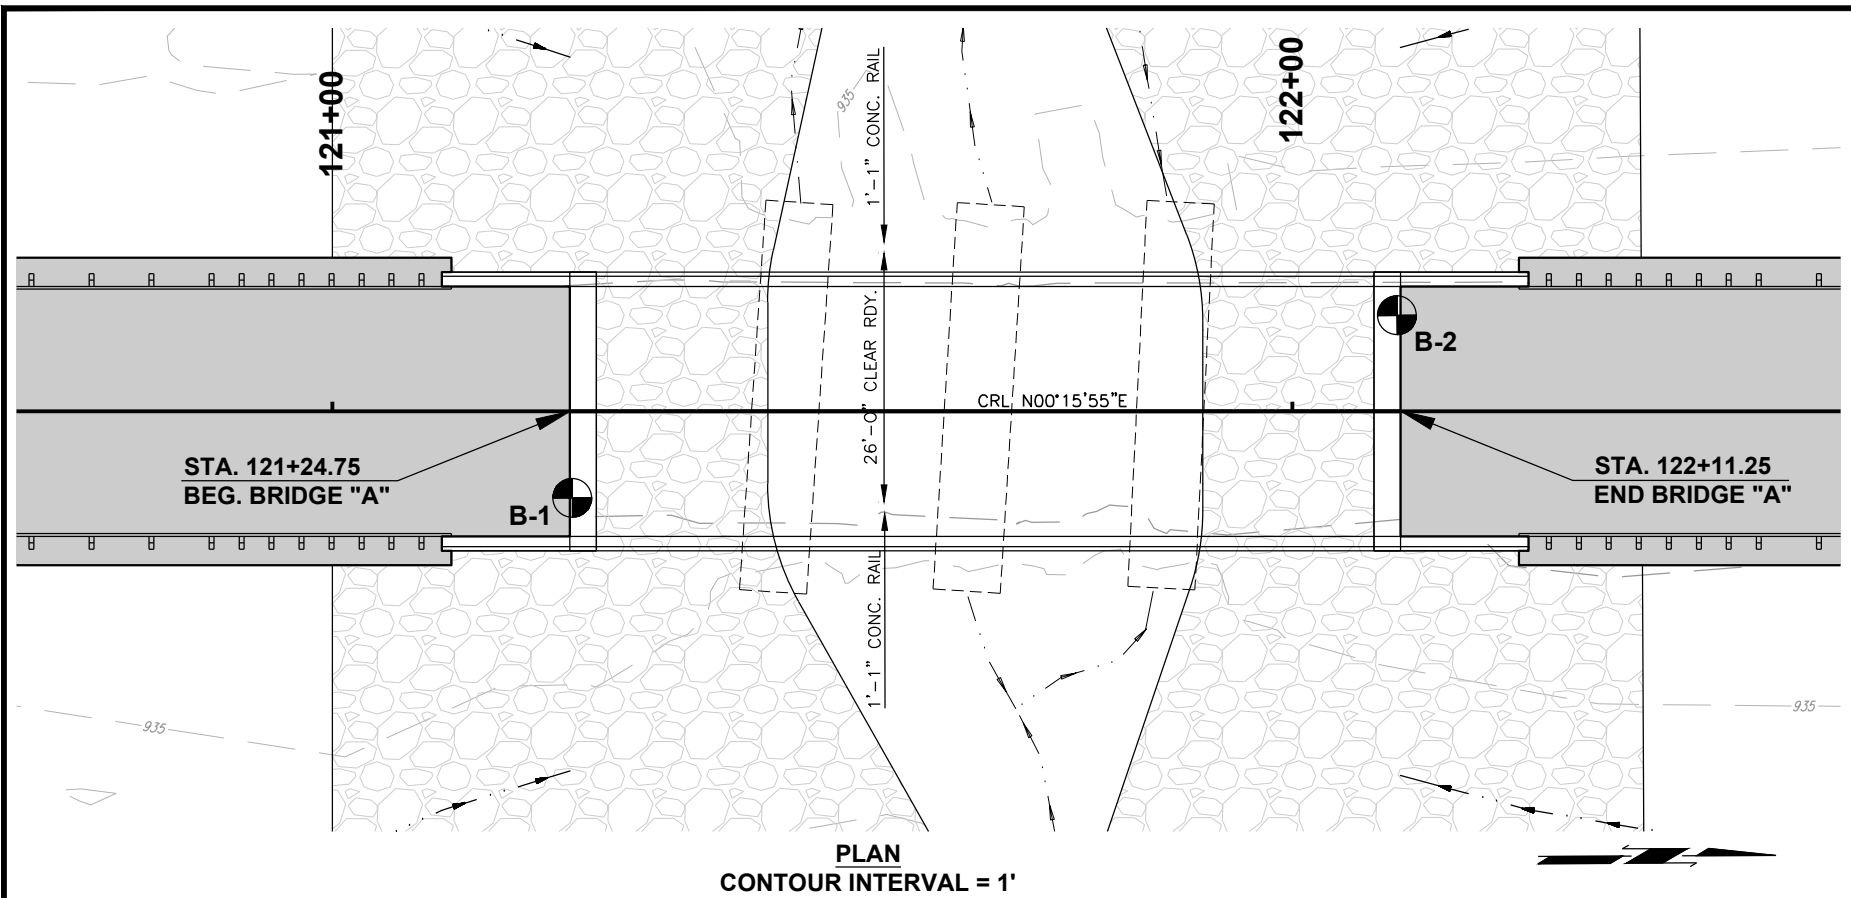 121+00
122+00
935
1'-1" CONC. RAIL
26'-0" CLEAR RDY.
1'-1" CONC. RAIL
B-2
CRL N00°15'55"E
STA. 121+24.75
BEG. BRIDGE "A"
B-1
STA. 122+11.25
END BRIDGE "A"
935
935
PLAN
CONTOUR INTERVAL = 1'